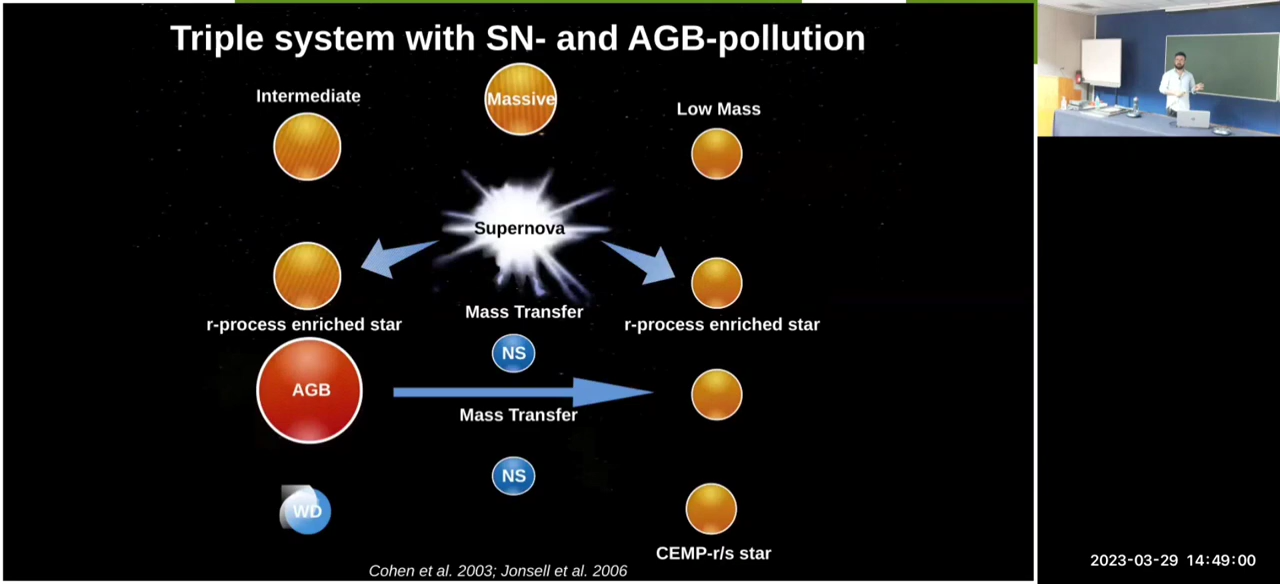 Triple system with SN- and AGB-pollution
Intermediate
Massive
Low Mass
Supernova
Mass Transfer
r-process enriched star
r-process enriched star
NS
AGB
Mass Transfer
NS
WD
CEMP-r/s star
Cohen et al. 2003; Jonsell et al. 2006
2023-03-29 14:49:00